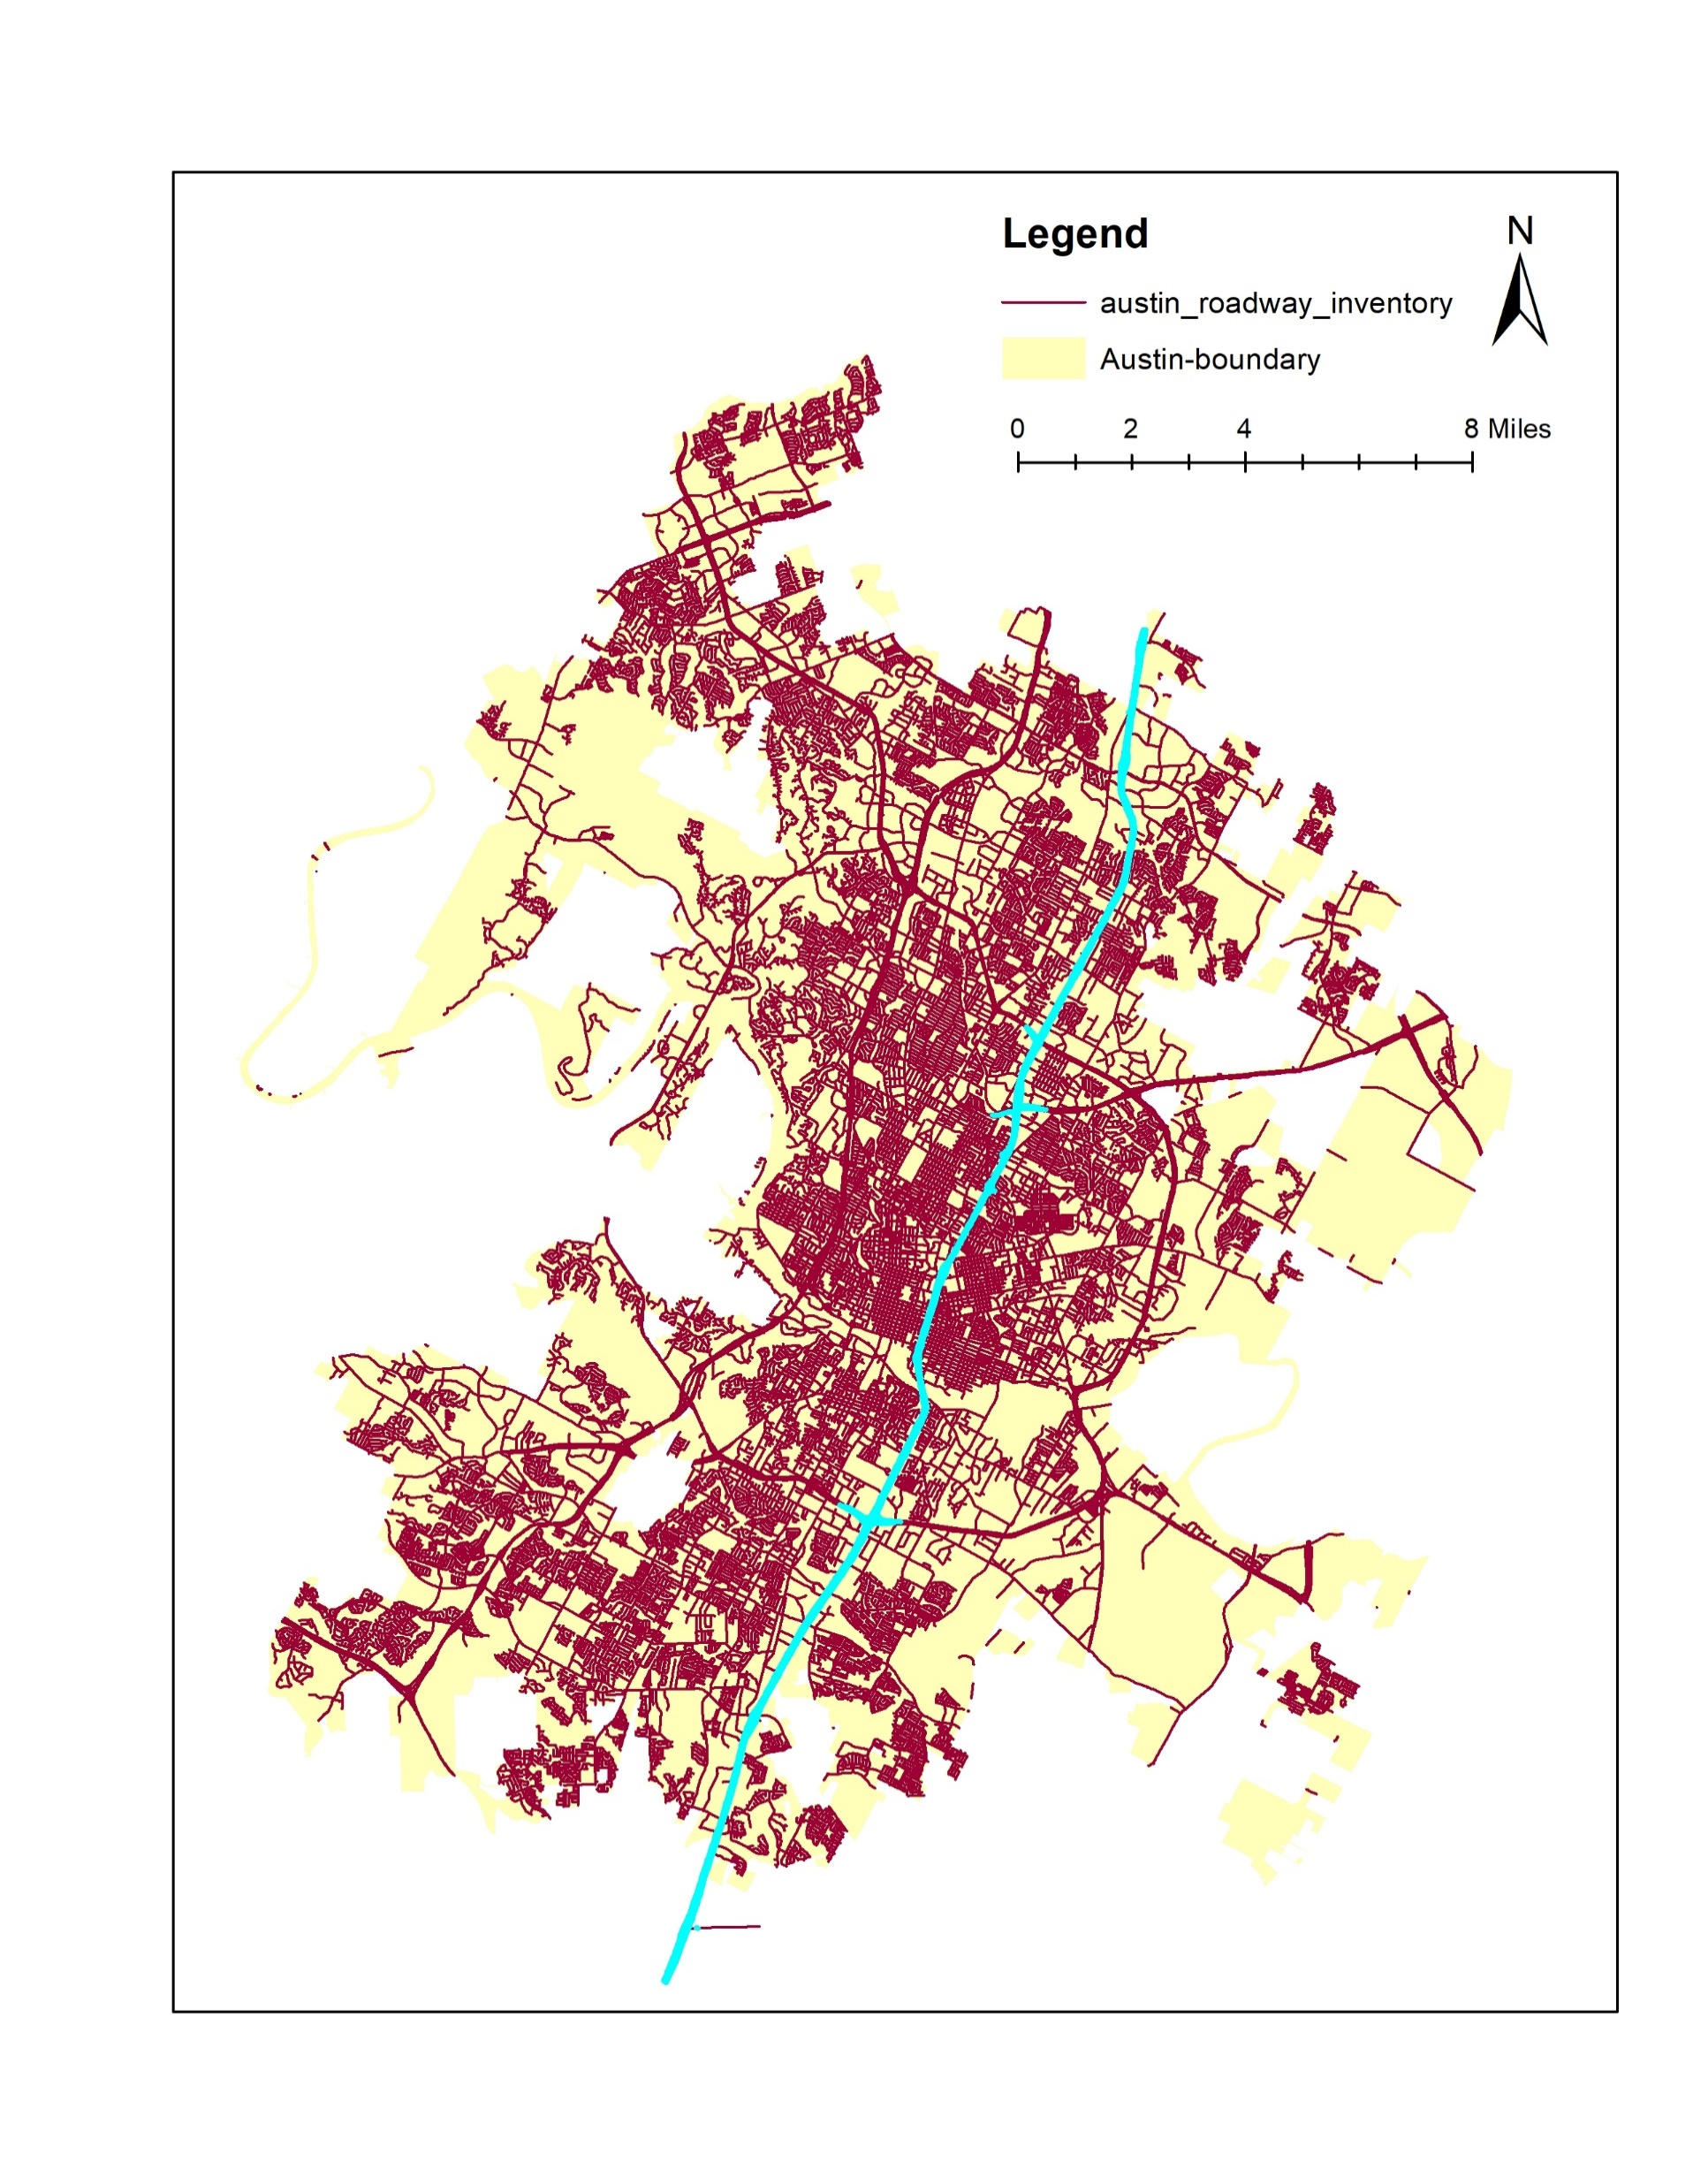 Legend
N
austin_roadway_inventory
Austin-boundary
0 2 4 8 Miles